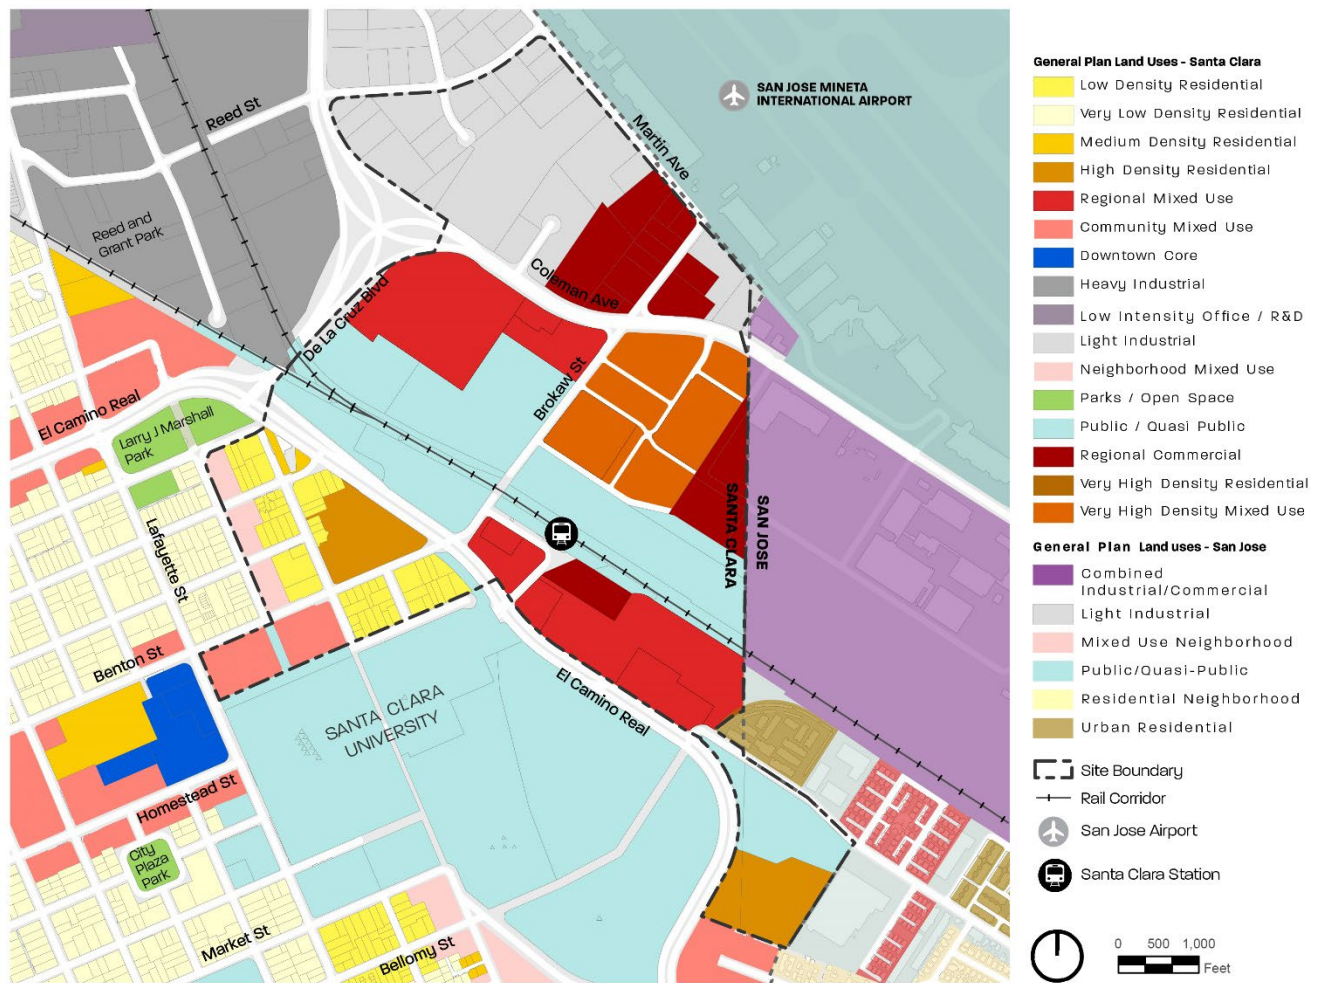 SAN JOSE MINETA
INTERNATIONAL AIRPORT
Reed St
Martin Ave
Reed and
Grant Park
Coleman Ave
De La Cruz Blvd
Brokaw St
El Camino Real
Larry J Marshall
Park
Lafayette St
SANTA CLARA
SAN JOSE
Benton St
SANTA CLARA
UNIVERSITY
El Camino Real
Homestead St
City
Plaza
Park
Market St
Bellomy St
General Plan Land Uses - Santa Clara
Low Density Residential
Very Low Density Residential
Medium Density Residential
High Density Residential
Regional Mixed Use
Community Mixed Use
Downtown Core
Heavy Industrial
Low Intensity Office / R&D
Light Industrial
Neighborhood Mixed Use
Parks / Open Space
Public / Quasi Public
Regional Commercial
Very High Density Residential
Very High Density Mixed Use
General Plan Land uses - San Jose
Combined
Industrial/Commercial
Light Industrial
Mixed Use Neighborhood
Public/Quasi-Public
Residential Neighborhood
Urban Residential
Site Boundary
Rail Corridor
San Jose Airport
Santa Clara Station
0 500 1,000
Feet